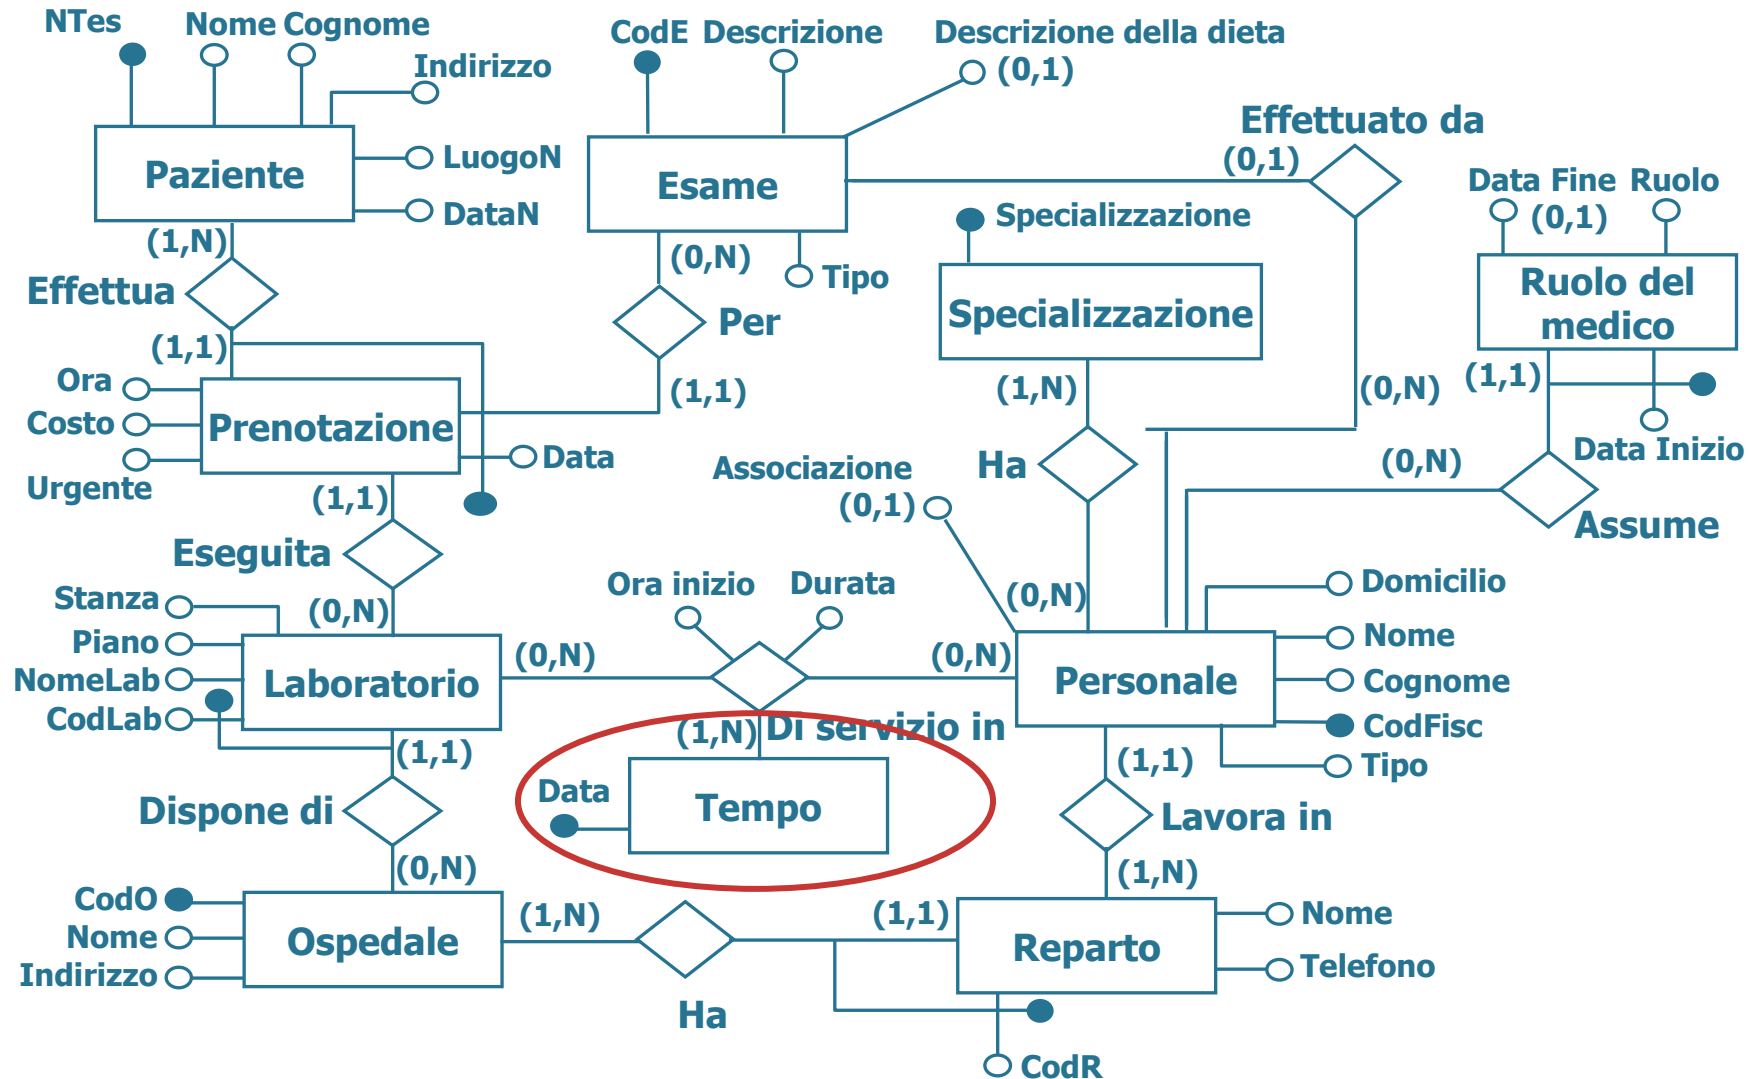 NTes
Nome Cognome
Indirizzo
Paziente
LuogoN
DataN
(1,N)
Effettua
(1,1)
Ora
Costo
Urgente
Prenotazione
Data
(1,1)
Eseguita
(0,N)
Stanza
Piano
NomeLab
CodLab
Laboratorio
(1,1)
Dispone di
(0,N)
CodO
Nome
Indirizzo
Ospedale
(1,N)
Ha
(1,1)
CodE
Descrizione
Descrizione della dieta
(0,1)
Esame
(0,N)
Tipo
Per
(1,1)
Effettuato da
(0,1)
(0,N)
Specializzazione
Specializzazione
(1,N)
Ha
(0,N)
Data Fine
(0,1)
Ruolo
Ruolo del
medico
(1,1)
Data Inizio
(0,N)
Assume
Associazione
(0,1)
Ora inizio
Durata
(0,N)
(0,N)
(1,N)
Di servizio in
Data
Tempo
Personale
Domicilio
Nome
Cognome
CodFisc
Tipo
(1,1)
Lavora in
(1,N)
Reparto
Nome
Telefono
CodR